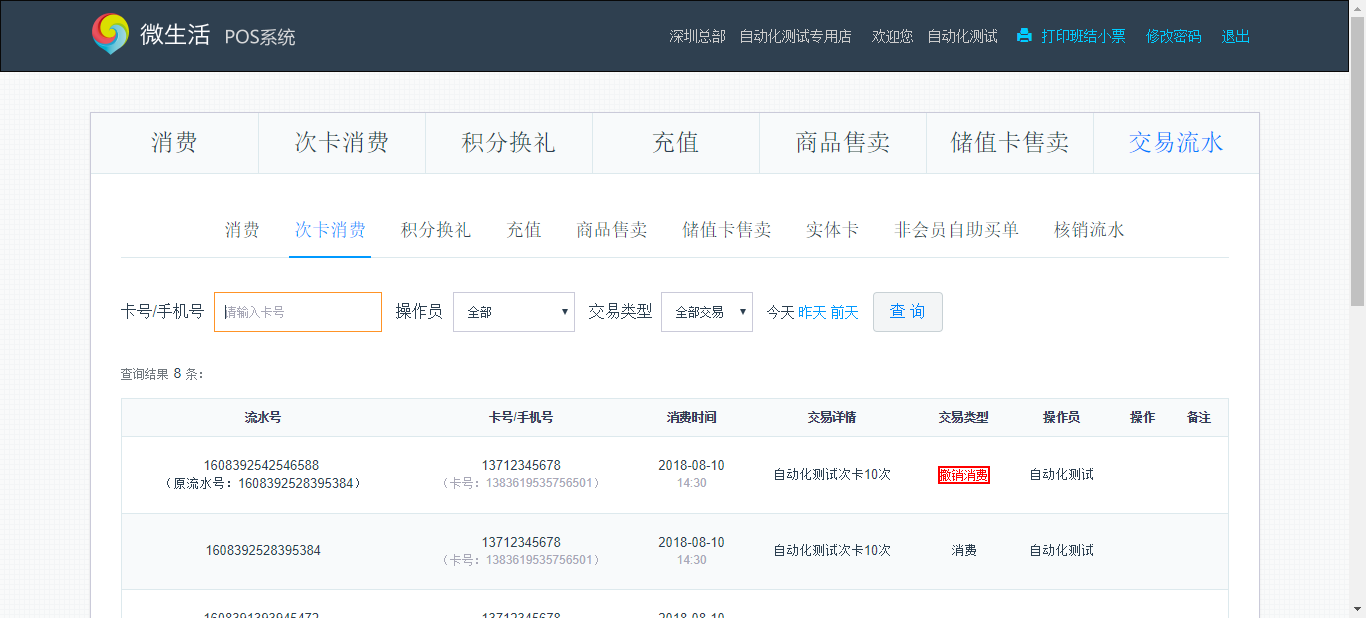 微生活 POS系统 深圳总部 自动化测试专用店 欢迎您 自动化测试 打印班结小票 修改密码 退出
消费 次卡消费 积分换礼 充值 商品售卖 储值卡售卖 交易流水
消费 次卡消费 积分换礼 充值 商品售卖 储值卡售卖 实体卡 非会员自助买单 核销流水
卡号/手机号 请输入卡号 操作员 全部 交易类型 全部交易 今天 昨天 前天 查 询
查询结果 8 条：
流水号 卡号/手机号 消费时间 交易详情 交易类型 操作员 操作 备注
1608392542546588 13712345678 2018-08-10
（原流水号：1608392528395384） （卡号：1383619535756501） 14:30 自动化测试次卡10次 撤销消费 自动化测试
13712345678 2018-08-10
1608392528395384 自动化测试次卡10次 消费 自动化测试
（卡号：1383619535756501） 14:30
1608391393945472 13712345678 2018-08-10